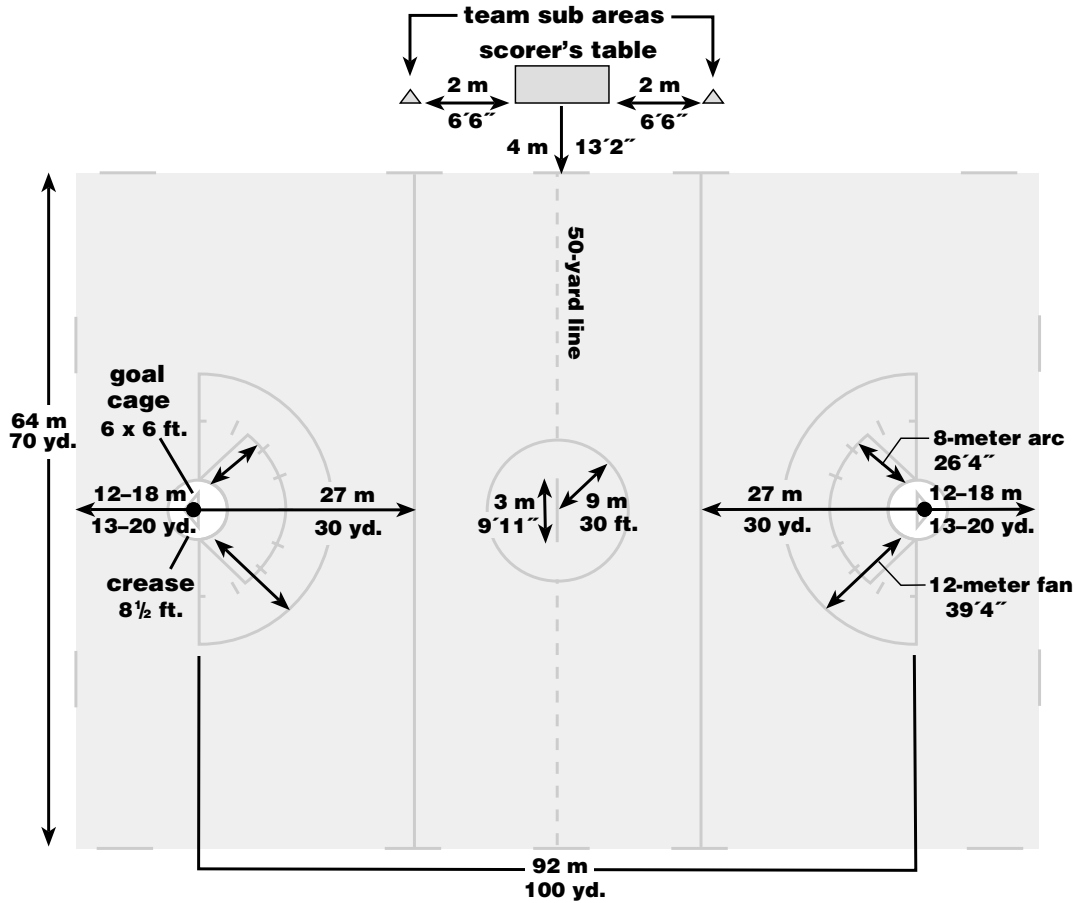 team sub areas
scorer's table
2 m
6´6˝
2 m
6´6˝
4 m
13´2˝
50-yard line
goal
cage
6 x 6 ft.
64 m
70 yd.
12–18 m
13–20 yd.
27 m
30 yd.
3 m
9´11˝
9 m
30 ft.
27 m
30 yd.
8-meter arc
26´4˝
12–18 m
13–20 yd.
crease
8½ ft.
12-meter fan
39´4˝
92 m
100 yd.